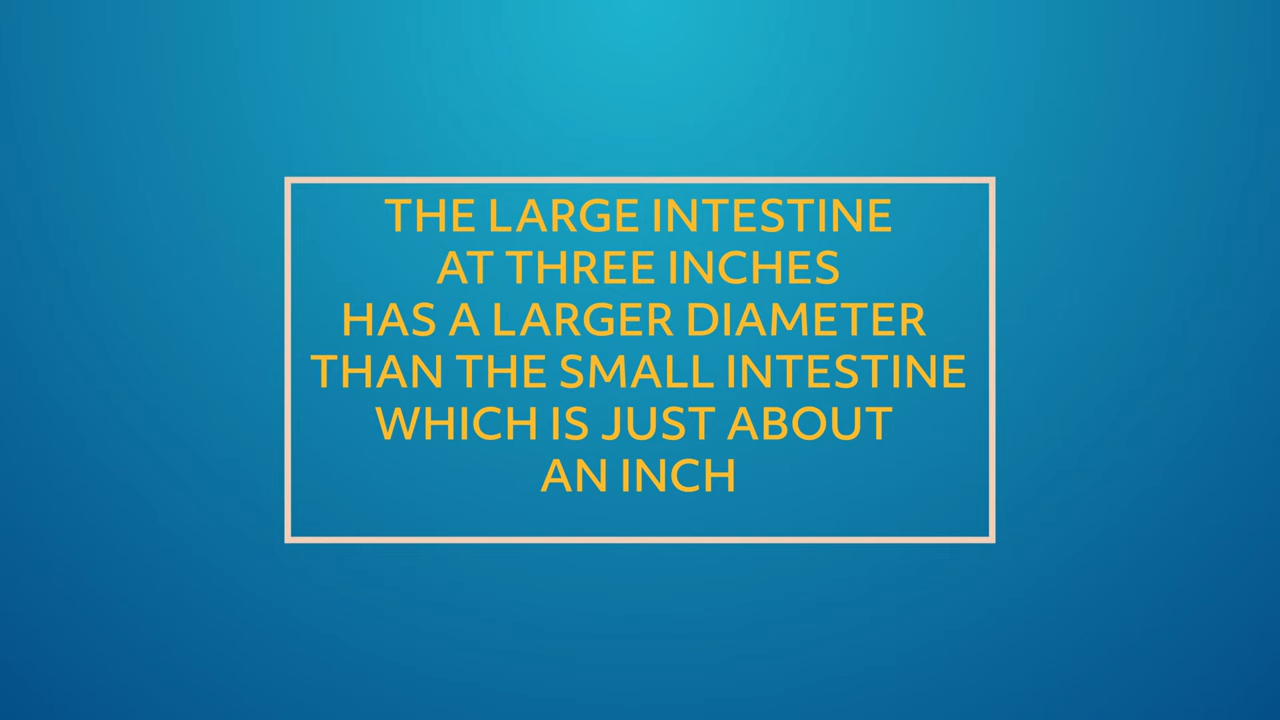 THE LARGE INTESTINE
AT THREE INCHES
HAS A LARGER DIAMETER
THAN THE SMALL INTESTINE
WHICH IS JUST ABOUT
AN INCH